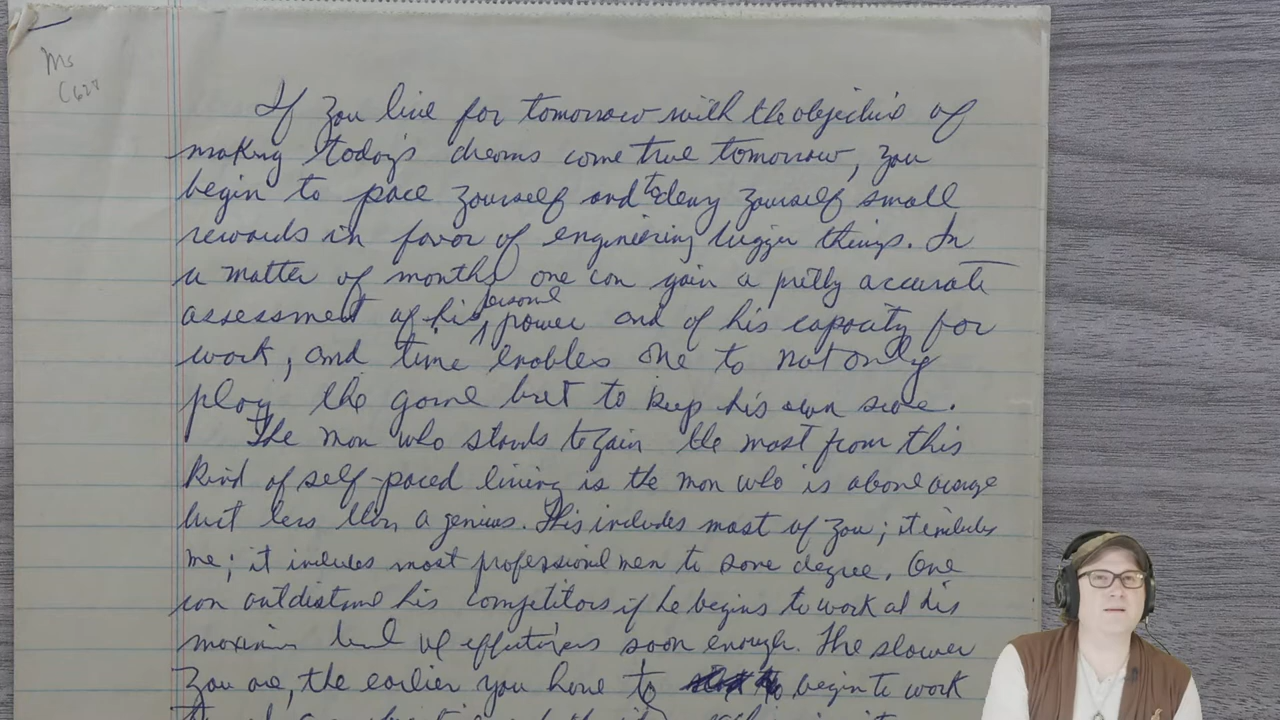 Ms
C627
If you live for tomorrow with the objective of
making today's dreams come true tomorrow, you
begin to pace yourself and to deny yourself small
rewards in favor of engineering bigger things. In
a matter of months one can gain a pretty accurate
assessment of his personal power and of his capacity for
work, and time enables one to not only
play the game but to keep his own score.
The man who stands to gain the most from this
kind of self-paced living is the man who is above average
but less than a genius. This includes most of you; it includes
me; it includes most professional men to some degree. One
can outdistance his competitors if he begins to work at his
maximum level of effectiveness soon enough. The slower
you are, the earlier you have to begin to work